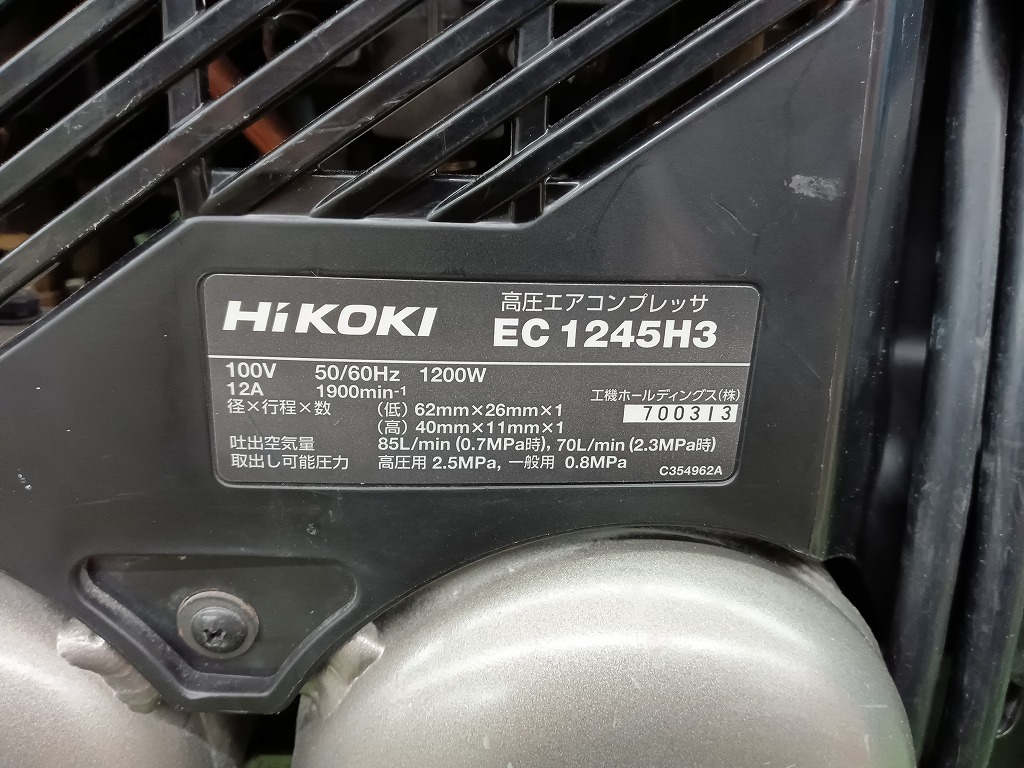 HiKOKI
高圧エアコンプレッサ
EC 1245H3
100V 50/60Hz 1200W
12A 1900min-1
工機ホールディングス(株)
700313
径×行程×数 (低) 62mm×26mm×1
(高) 40mm×11mm×1
吐出空気量 85L/min (0.7MPa時), 70L/min (2.3MPa時)
取出し可能圧力 高圧用 2.5MPa, 一般用 0.8MPa
C354962A